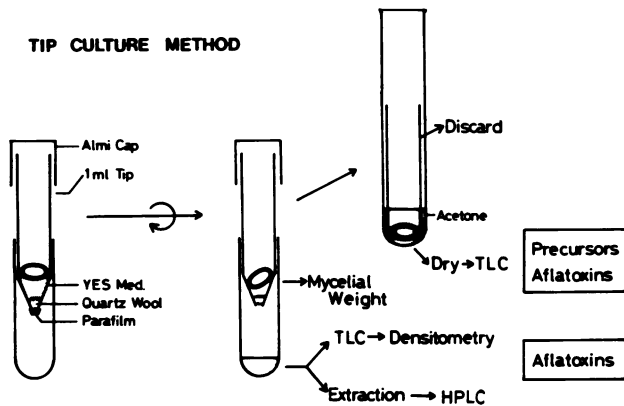 TIP CULTURE METHOD
Almi Cap
1ml Tip
YES Med.
Quartz Wool
Parafilm
Mycelial
Weight
Discard
Acetone
Dry → TLC
Precursors
Aflatoxins
TLC → Densitometry
Extraction → HPLC
Aflatoxins